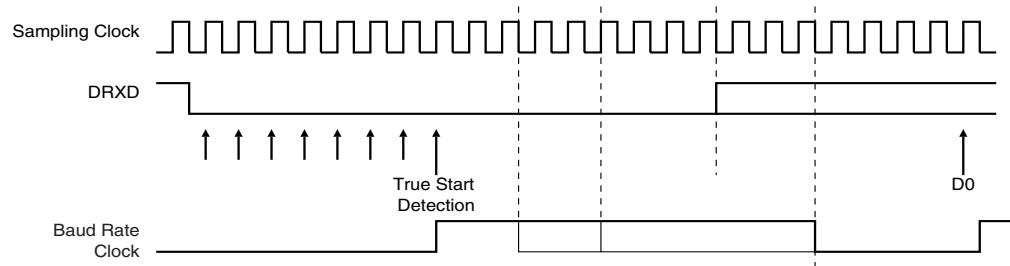 Sampling Clock
DRXD
True Start
Detection
D0
Baud Rate
Clock